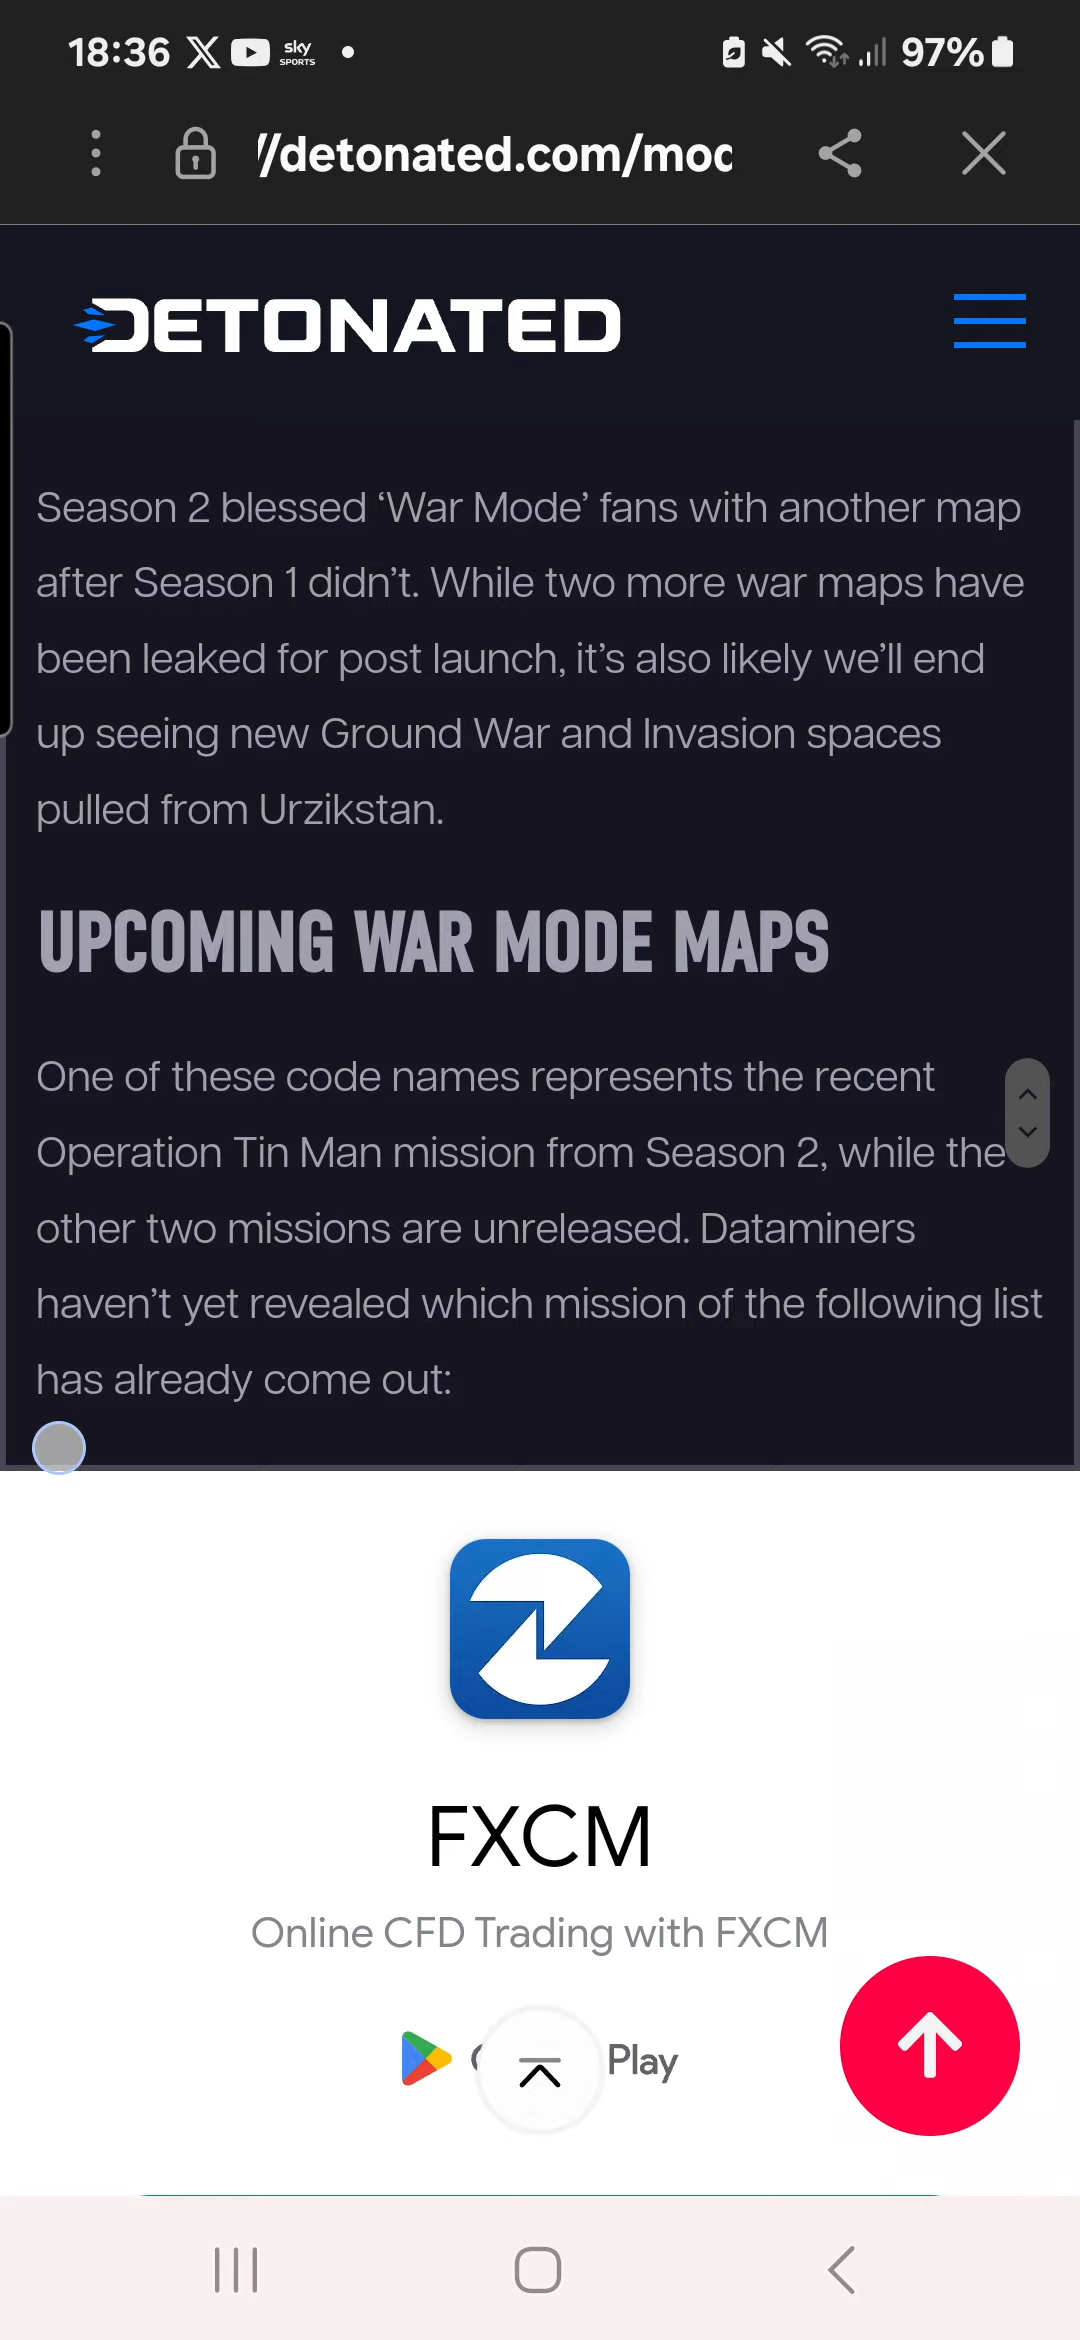 18:36 sky SPORTS 97%
//detonated.com/moc
DETONATED
Season 2 blessed ‘War Mode’ fans with another map
after Season 1 didn’t. While two more war maps have
been leaked for post launch, it’s also likely we’ll end
up seeing new Ground War and Invasion spaces
pulled from Urzikstan.
UPCOMING WAR MODE MAPS
One of these code names represents the recent
Operation Tin Man mission from Season 2, while the
other two missions are unreleased. Dataminers
haven’t yet revealed which mission of the following list
has already come out:
FXCM
Online CFD Trading with FXCM
Play